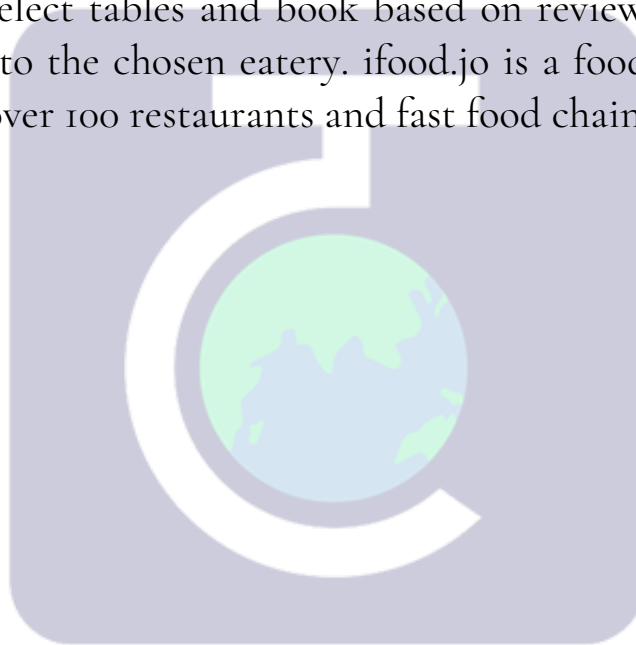 elect tables and book based on review
to the chosen eatery. ifood.jo is a food
over 100 restaurants and fast food chain